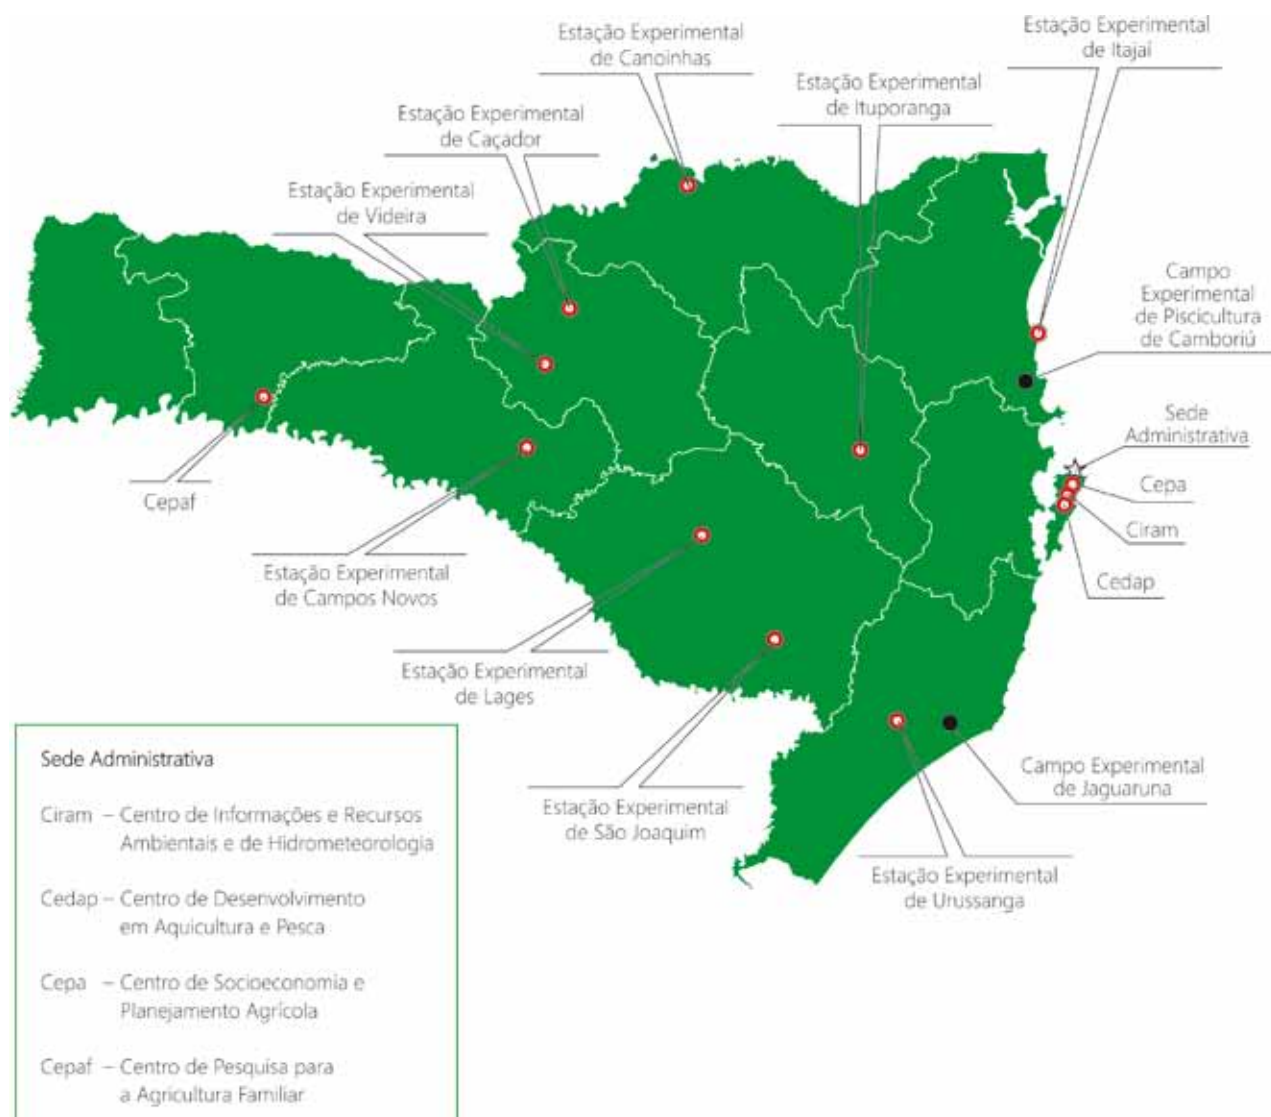 Estação Experimental
de Canoinhas
Estação Experimental
de Itajaí
Estação Experimental
de Ituporanga
Estação Experimental
de Caçador
Estação Experimental
de Videira
Campo
Experimental
de Piscicultura
de Camboriú
Sede
Administrativa
Cepa
Ciram
Cedap
Cepaf
Estação Experimental
de Campos Novos
Estação Experimental
de Lages
Estação Experimental
de São Joaquim
Campo Experimental
de Jaguaruna
Estação Experimental
de Urussanga
Sede Administrativa
Ciram – Centro de Informações e Recursos
Ambientais e de Hidrometeorologia
Cedap – Centro de Desenvolvimento
em Aquicultura e Pesca
Cepa – Centro de Socioeconomia e
Planejamento Agrícola
Cepaf – Centro de Pesquisa para
a Agricultura Familiar